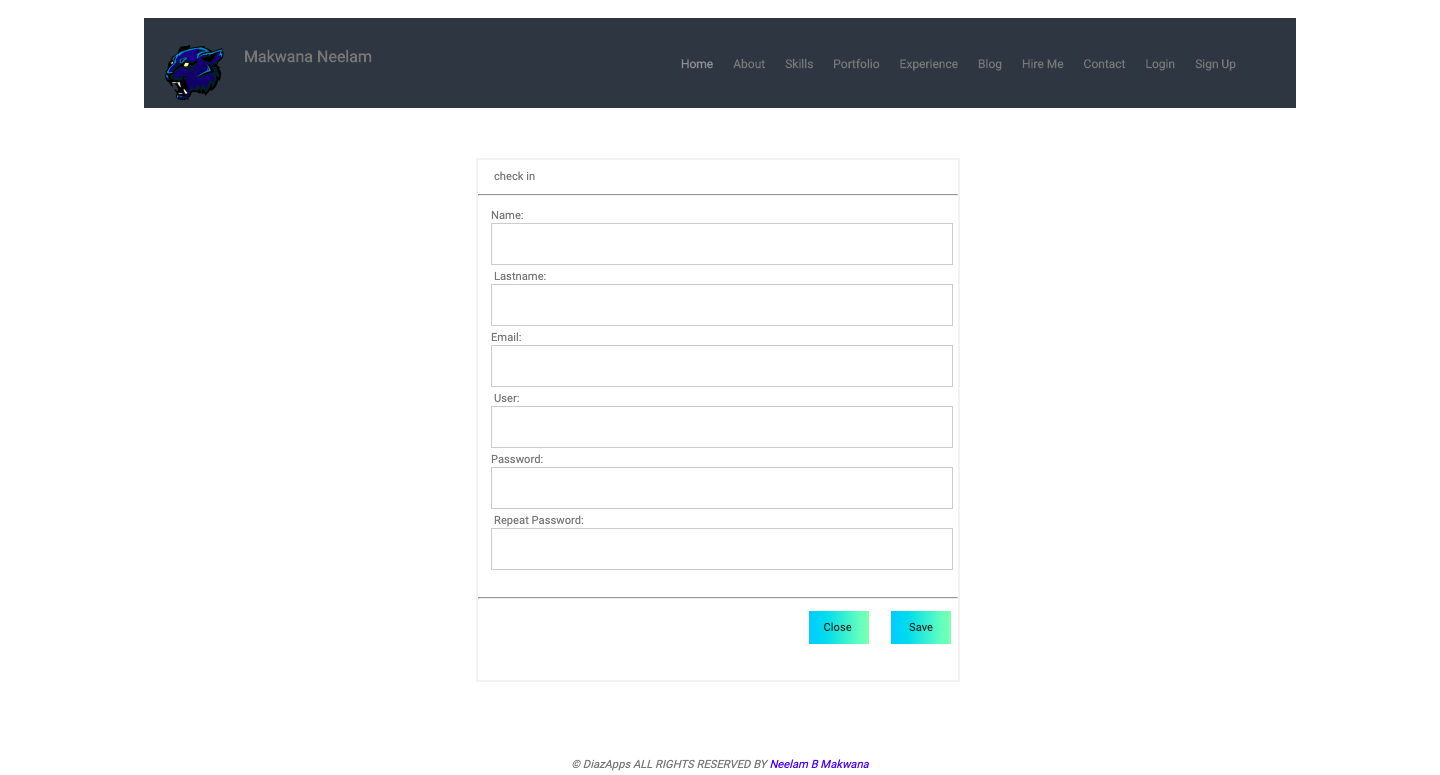 Makwana Neelam
Home About Skills Portfolio Experience Blog Hire Me Contact Login Sign Up
check in
Name:
Lastname:
Email:
User:
Password:
Repeat Password:
Close Save
© DiazApps ALL RIGHTS RESERVED BY Neelam B Makwana